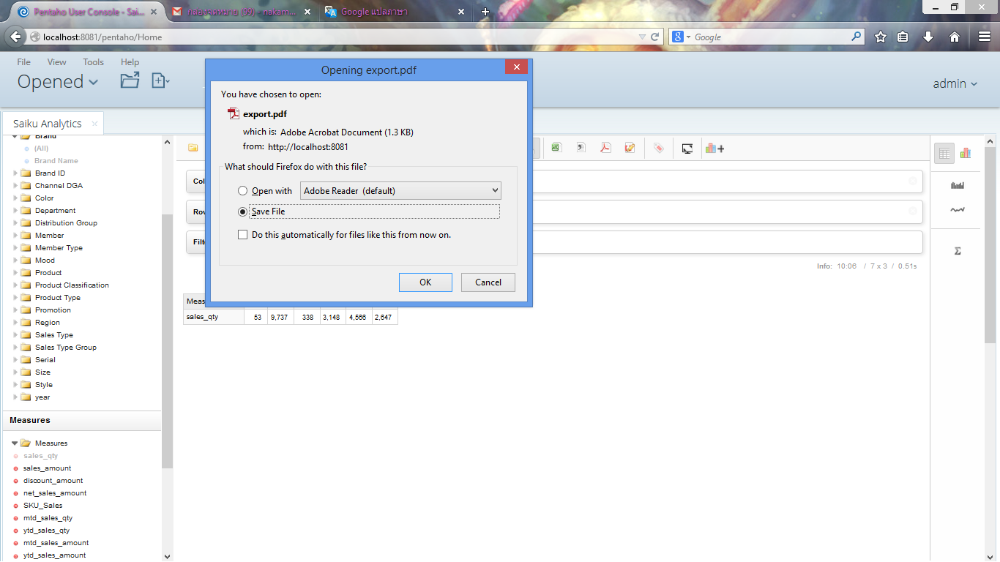 Pentaho User Console - Sai...
กล่องจดหมาย (99) - nakam...
Google แปลภาษา
localhost:8081/pentaho/Home
Google
File View Tools Help
Opened
admin
Saiku Analytics
Opening export.pdf
You have chosen to open:
export.pdf
which is: Adobe Acrobat Document (1.3 KB)
from: http://localhost:8081
What should Firefox do with this file?
Open with Adobe Reader (default)
Save File
Do this automatically for files like this from now on.
OK Cancel
Brand
(All)
Brand Name
Brand ID
Channel DGA
Color
Department
Distribution Group
Member
Member Type
Mood
Product
Product Classification
Product Type
Promotion
Region
Sales Type
Sales Type Group
Serial
Size
Style
year
Measures
Measures
sales_qty
sales_amount
discount_amount
net_sales_amount
SKU_Sales
mtd_sales_qty
ytd_sales_qty
mtd_sales_amount
ytd_sales_amount
Col
Rov
Filt
Info: 10:06 / 7 x 3 / 0.51s
Meas
sales_qty 53 9,737 338 3,148 4,566 2,647